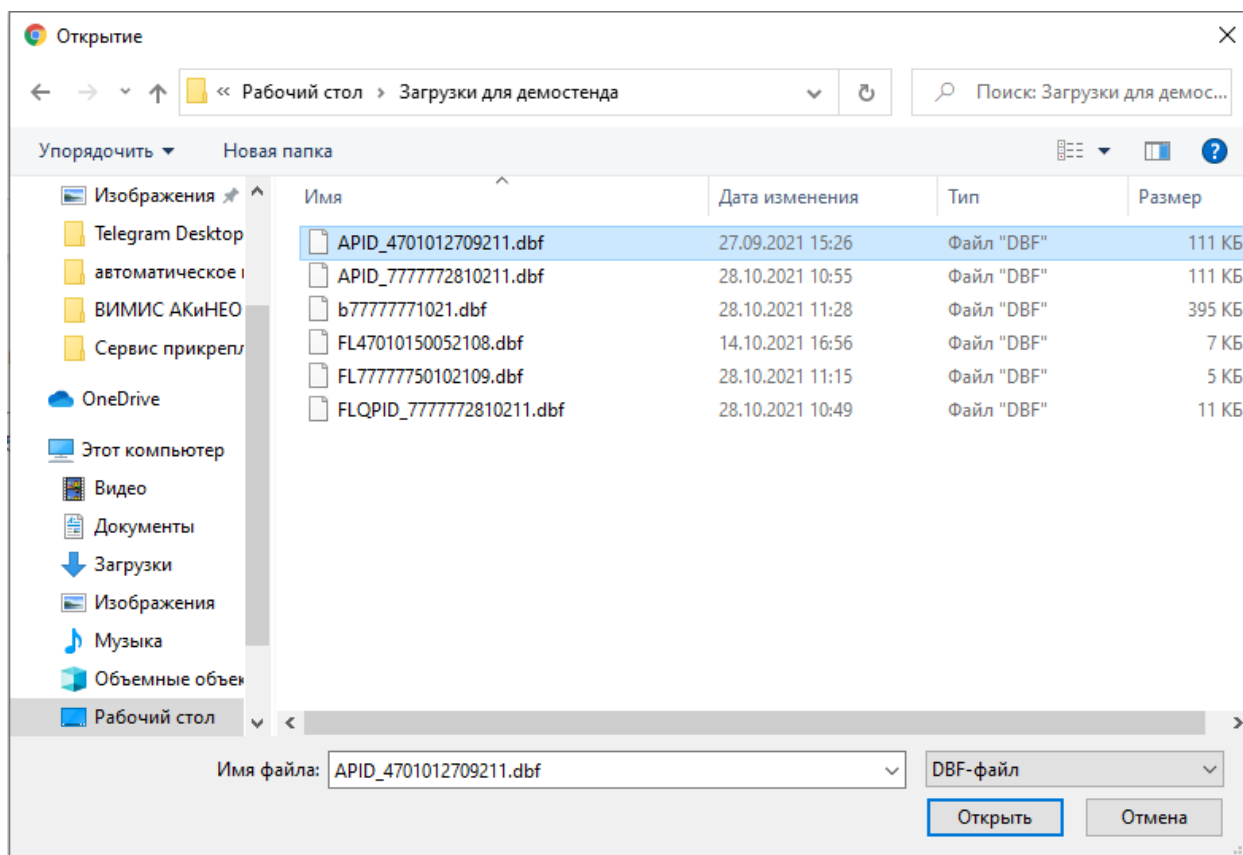 Открытие
« Рабочий стол › Загрузки для демостенда
Поиск: Загрузки для демос...
Упорядочить Новая папка
?
Изображения
Telegram Desktop
автоматическое
ВИМИС АКиНЕО
Сервис прикрепл
OneDrive
Этот компьютер
Видео
Документы
Загрузки
Изображения
Музыка
Объемные объек
Рабочий стол
Имя Дата изменения Тип Размер
APID_4701012709211.dbf 27.09.2021 15:26 Файл "DBF" 111 КБ
APID_7777772810211.dbf 28.10.2021 10:55 Файл "DBF" 111 КБ
b77777771021.dbf 28.10.2021 11:28 Файл "DBF" 395 КБ
FL47010150052108.dbf 14.10.2021 16:56 Файл "DBF" 7 КБ
FL77777750102109.dbf 28.10.2021 11:15 Файл "DBF" 5 КБ
FLQPID_7777772810211.dbf 28.10.2021 10:49 Файл "DBF" 11 КБ
Имя файла: APID_4701012709211.dbf DBF-файл
Открыть Отмена